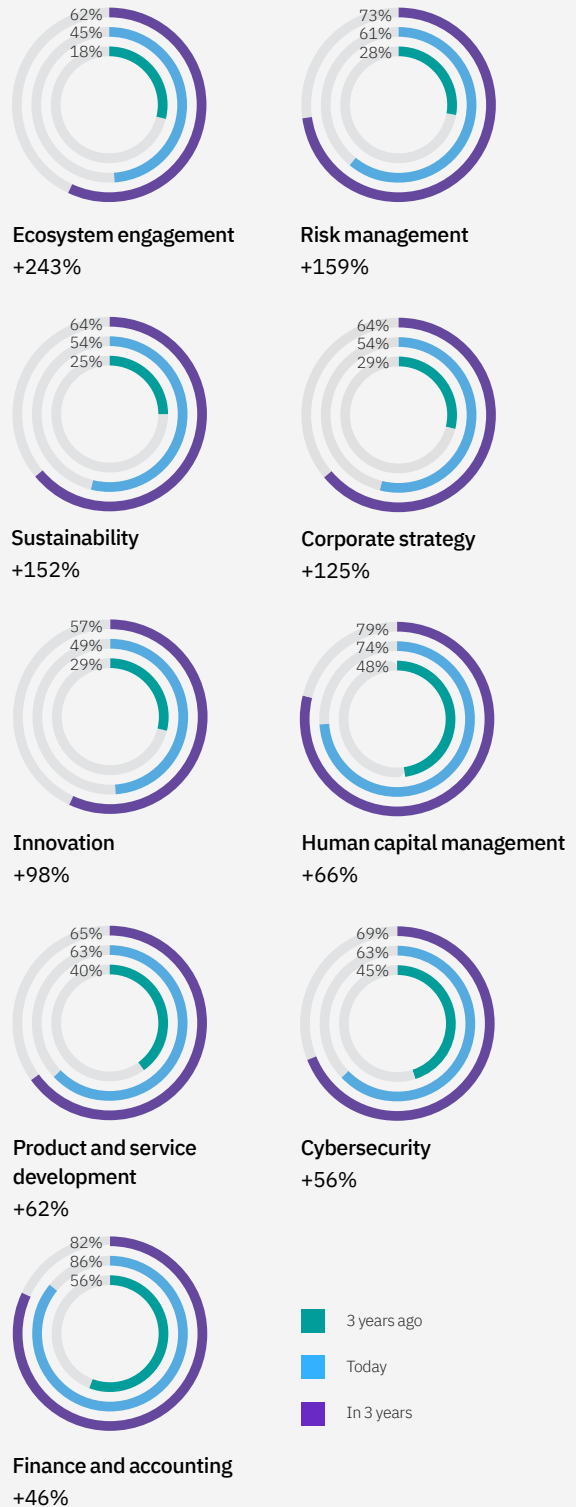 62%
45%
18%
Ecosystem engagement
+243%
73%
61%
28%
Risk management
+159%
64%
54%
25%
Sustainability
+152%
64%
54%
29%
Corporate strategy
+125%
57%
49%
29%
Innovation
+98%
79%
74%
48%
Human capital management
+66%
65%
63%
40%
Product and service
development
+62%
69%
63%
45%
Cybersecurity
+56%
82%
86%
56%
Finance and accounting
+46%
3 years ago
Today
In 3 years